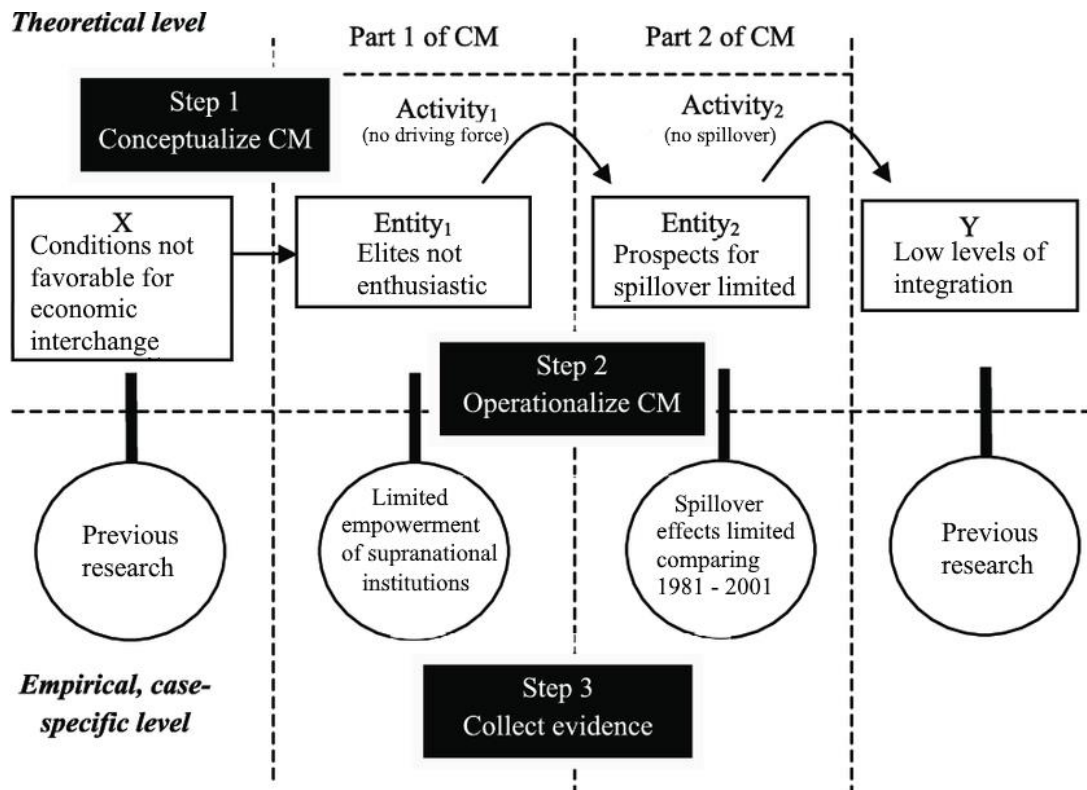 Theoretical level
Part 1 of CM
Part 2 of CM
Step 1
Conceptualize CM
Activity₁
(no driving force)
Activity₂
(no spillover)
X
Conditions not
favorable for
economic
interchange
Entity₁
Elites not
enthusiastic
Entity₂
Prospects for
spillover limited
Y
Low levels of
integration
Step 2
Operationalize CM
Previous
research
Limited
empowerment
of supranational
institutions
Spillover
effects limited
comparing
1981 - 2001
Previous
research
Empirical, case-
specific level
Step 3
Collect evidence